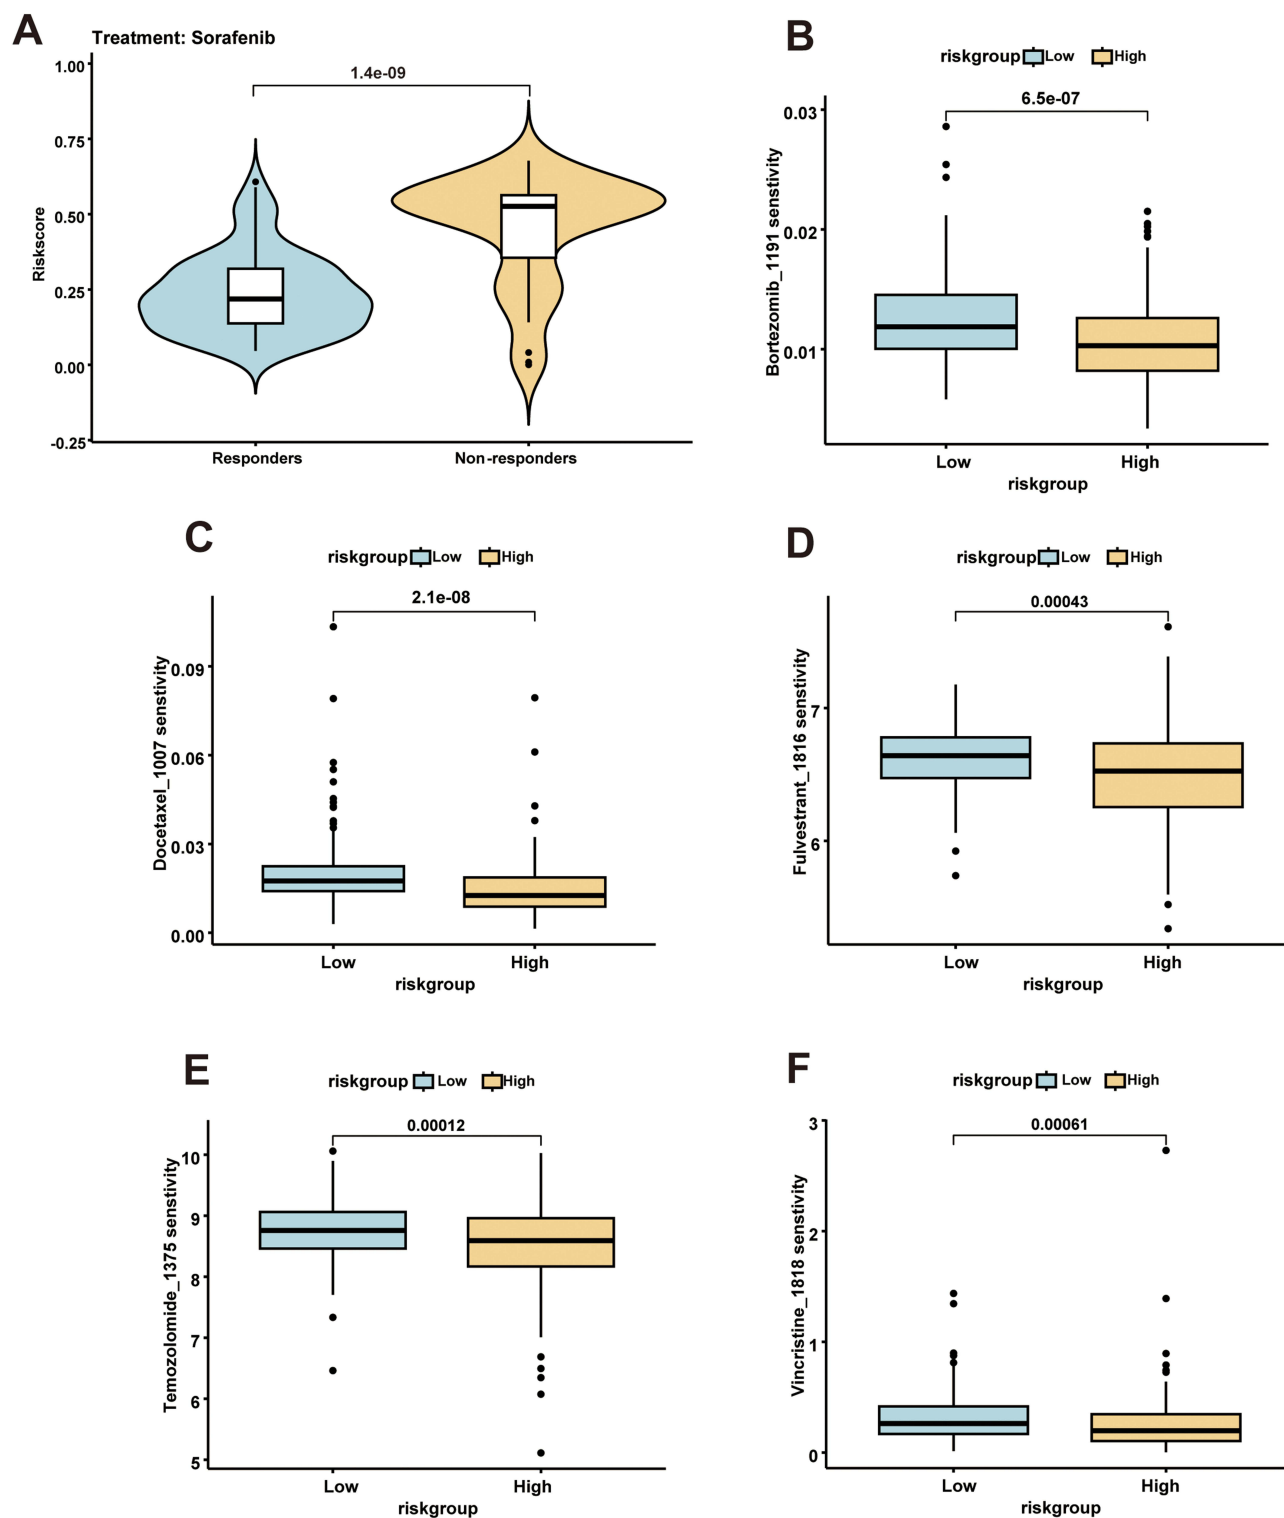 A
Treatment: Sorafenib
1.00
0.75
0.50
0.25
0.00
-0.25
Riskscore
1.4e-09
Responders
Non-responders
B
riskgroup Low High
6.5e-07
0.03
0.02
0.01
Bortezomib_1191 senstivity
Low
High
riskgroup
C
riskgroup Low High
2.1e-08
0.09
0.06
0.03
0.00
Docetaxel_1007 senstivity
Low
High
riskgroup
D
riskgroup Low High
0.00043
7
6
Fulvestrant_1816 senstivity
Low
High
riskgroup
E
riskgroup Low High
0.00012
10
9
8
7
6
5
Temozolomide_1375 senstivity
Low
High
riskgroup
F
riskgroup Low High
0.00061
3
2
1
0
Vincristine_1818 senstivity
Low
High
riskgroup